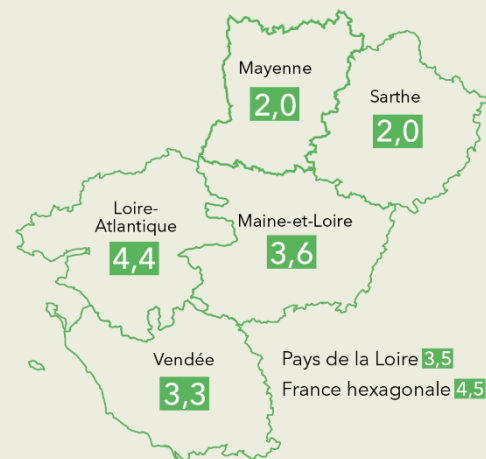 Mayenne
2,0
Sarthe
2,0
Loire-
Atlantique
4,4
Maine-et-Loire
3,6
Vendée
3,3
Pays de la Loire 3,5
France hexagonale 4,5